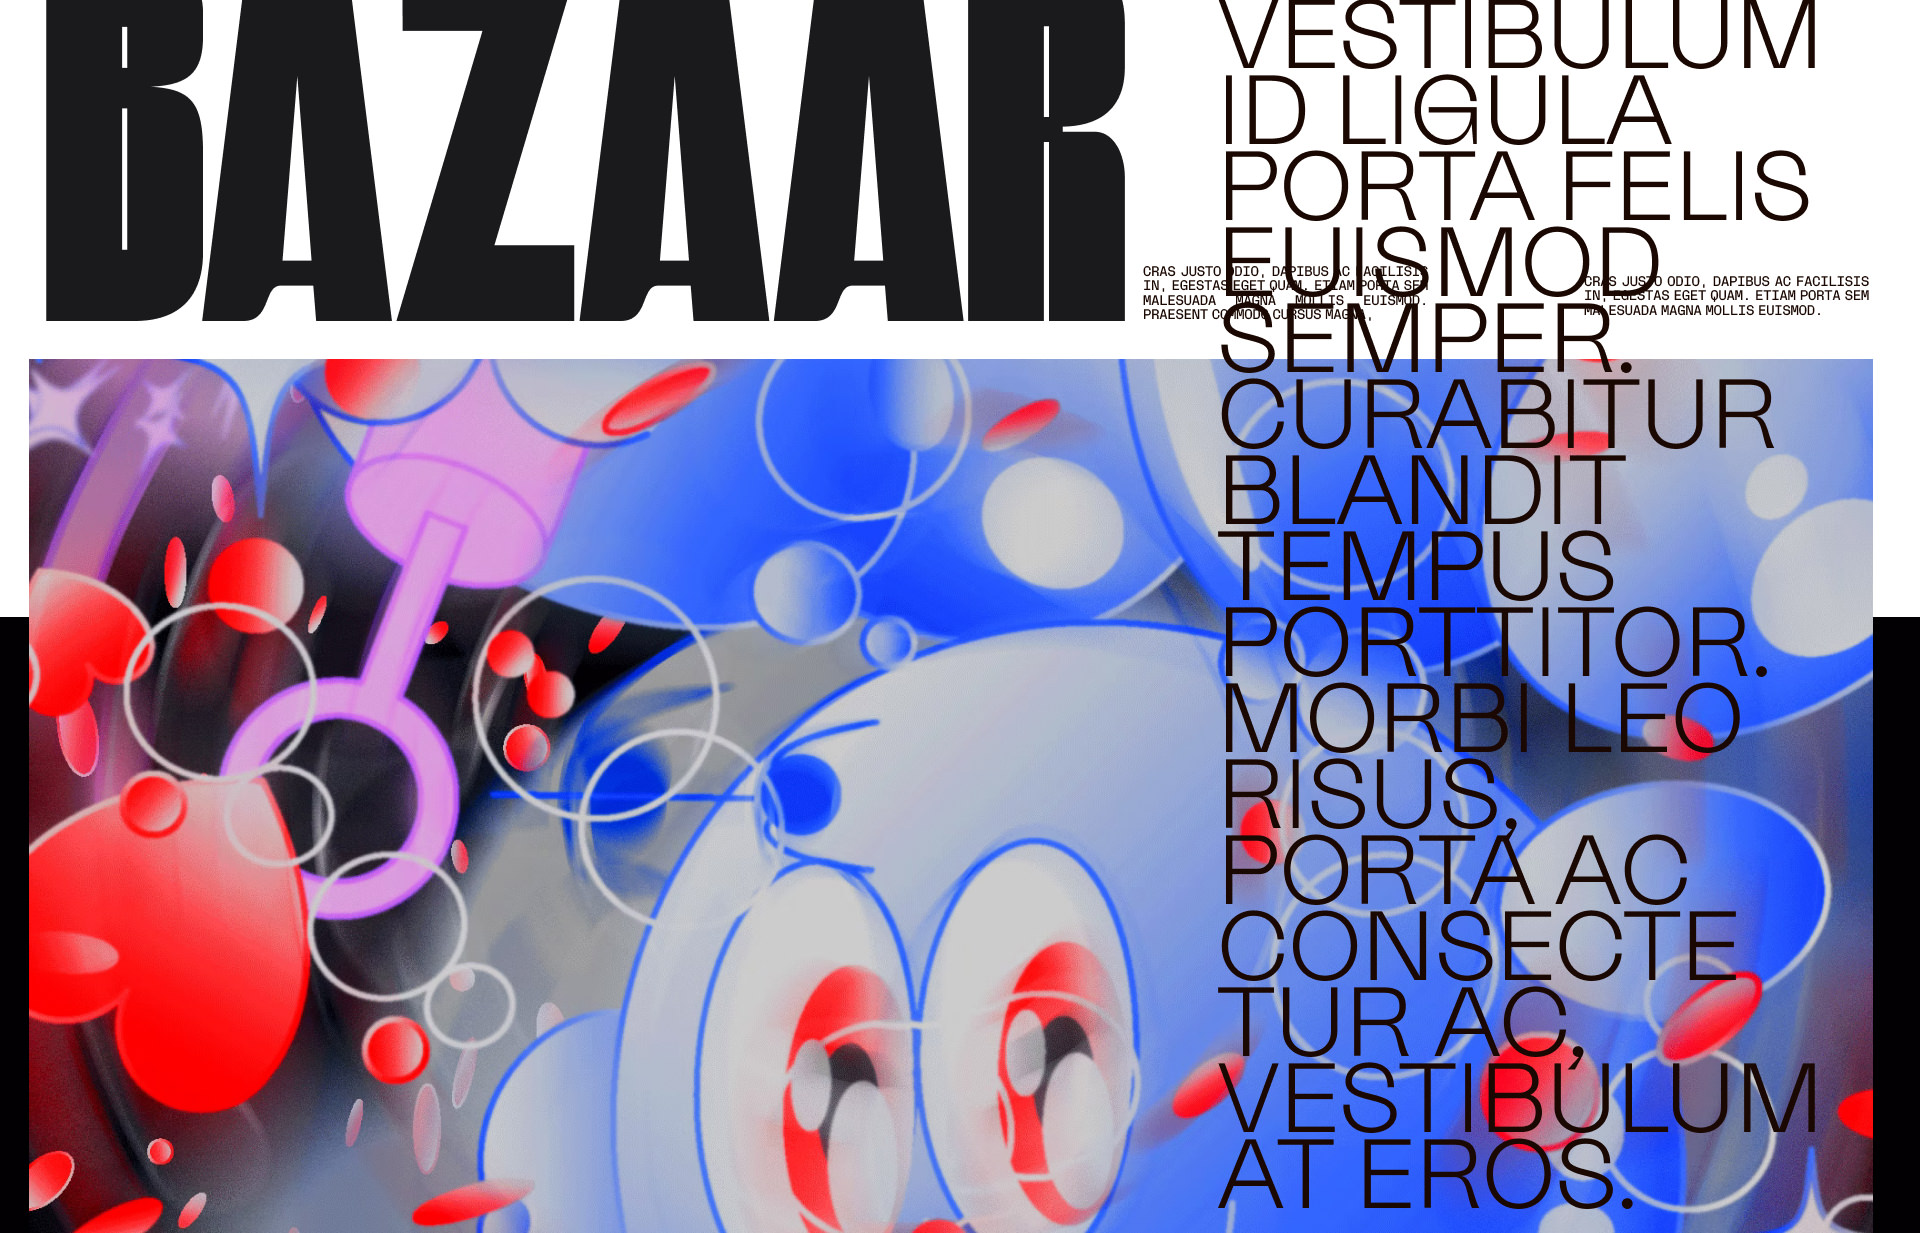 BAZAAR
VESTIBULUM
ID LIGULA
PORTA FELIS
EUISMOD
SEMPER.
CURABITUR
BLANDIT
TEMPUS
PORTTITOR.
MORBI LEO
RISUS,
PORTA AC
CONSECTE
TUR AC,
VESTIBULUM
AT EROS.
CRAS JUSTO ODIO, DAPIBUS AC FACILISIS
IN, EGESTAS EGET QUAM. ETIAM PORTA SEM
MALESUADA MAGNA MOLLIS EUISMOD.
PRAESENT COMMODO CURSUS MAGNA,
CRAS JUSTO ODIO, DAPIBUS AC FACILISIS
IN, EGESTAS EGET QUAM. ETIAM PORTA SEM
MALESUADA MAGNA MOLLIS EUISMOD.